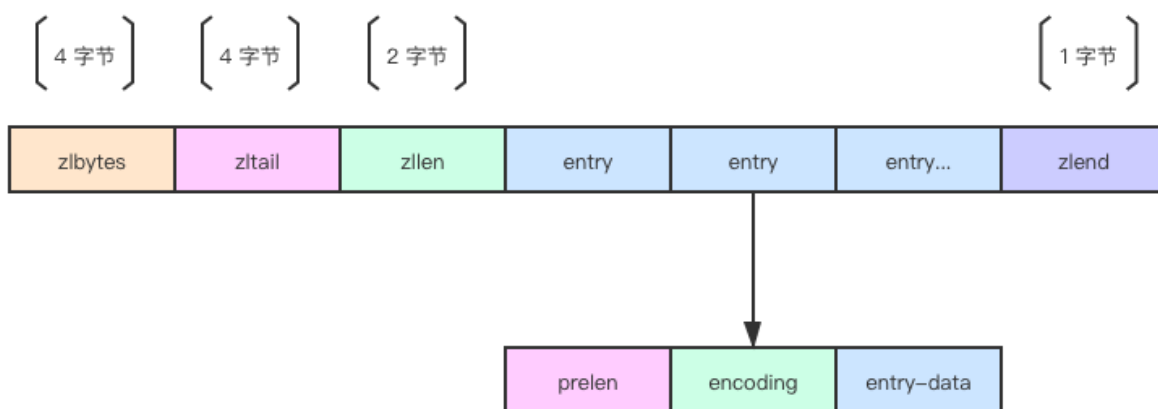 4 字节 4 字节 2 字节 1 字节
zlbytes zltail zllen entry entry entry... zlend
prelen encoding entry-data